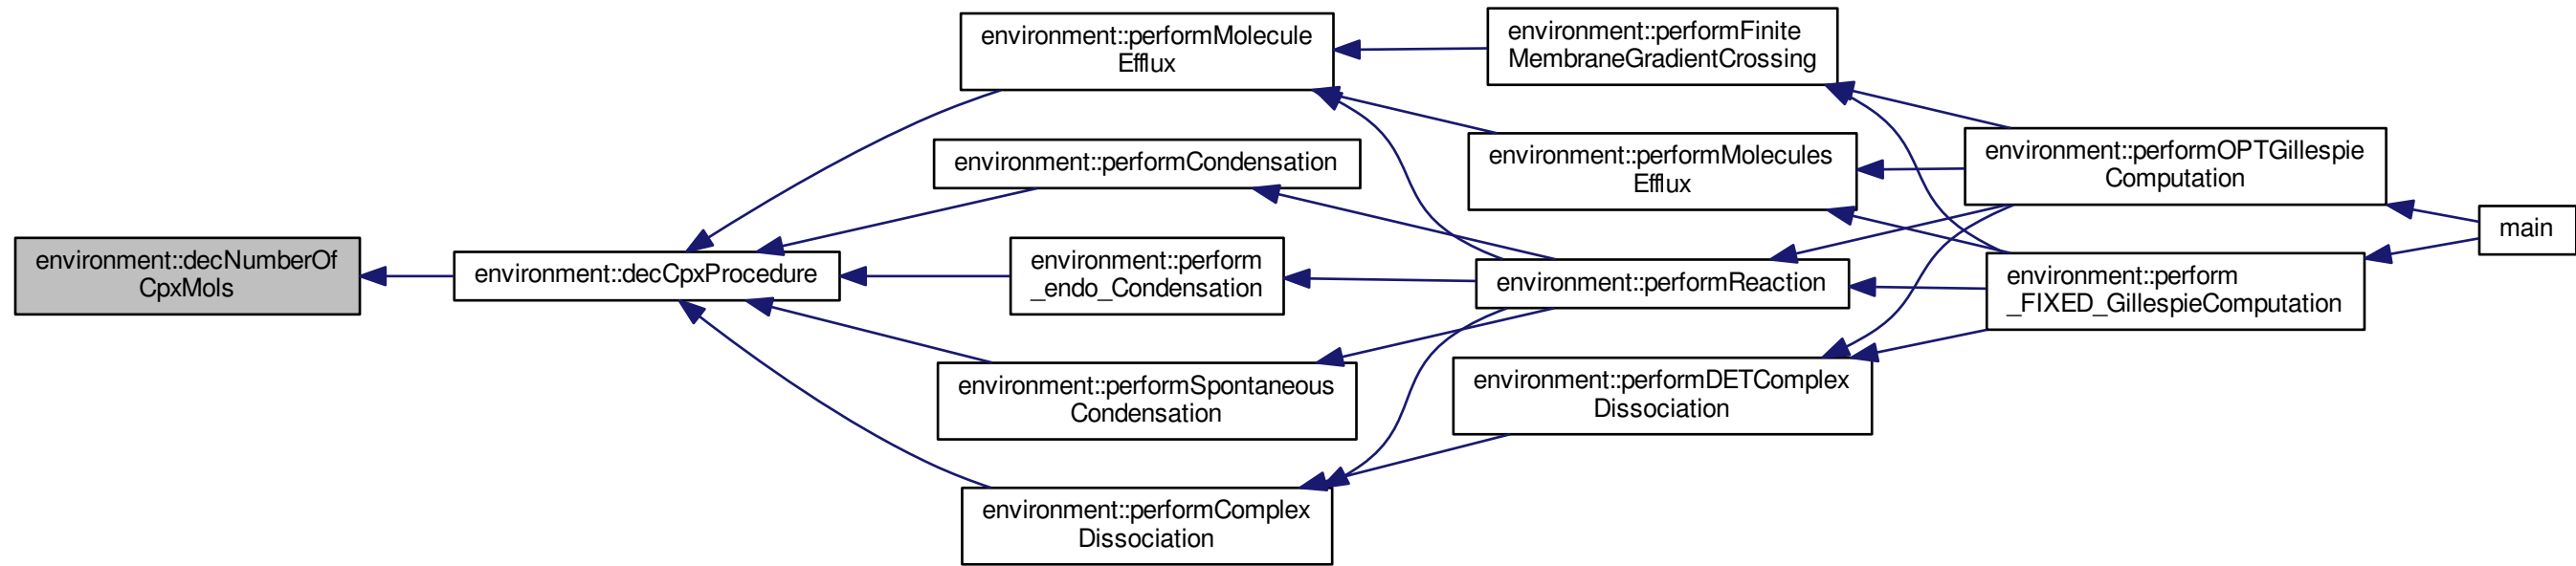 environment::decNumberOf
CpxMols
environment::decCpxProcedure
environment::performMolecule
Efflux
environment::performCondensation
environment::perform
_endo_Condensation
environment::performSpontaneous
Condensation
environment::performComplex
Dissociation
environment::performFinite
MembraneGradientCrossing
environment::performMolecules
Efflux
environment::performReaction
environment::performDETComplex
Dissociation
environment::performOPTGillespie
Computation
environment::perform
_FIXED_GillespieComputation
main